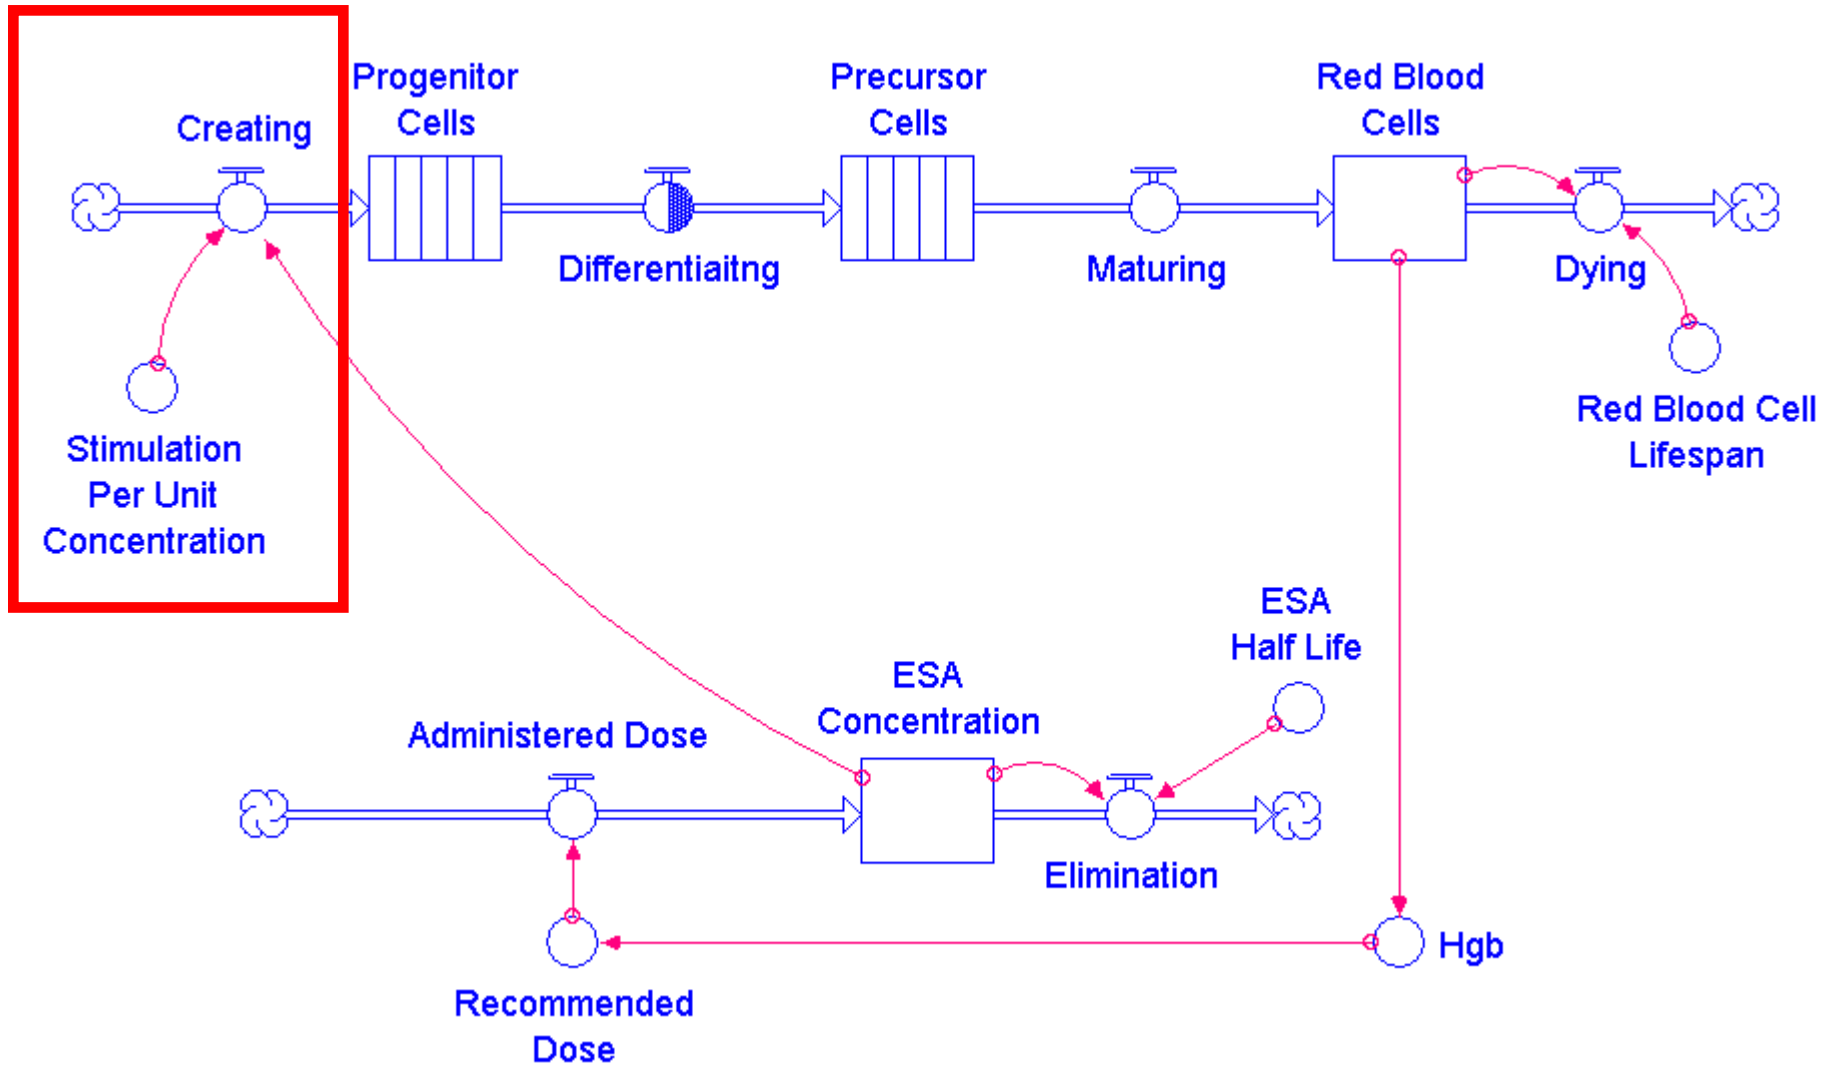 Creating
Progenitor
Cells
Precursor
Cells
Red Blood
Cells
Differentiaitng
Maturing
Dying
Stimulation
Per Unit
Concentration
Red Blood Cell
Lifespan
ESA
Half Life
ESA
Concentration
Administered Dose
Elimination
Hgb
Recommended
Dose